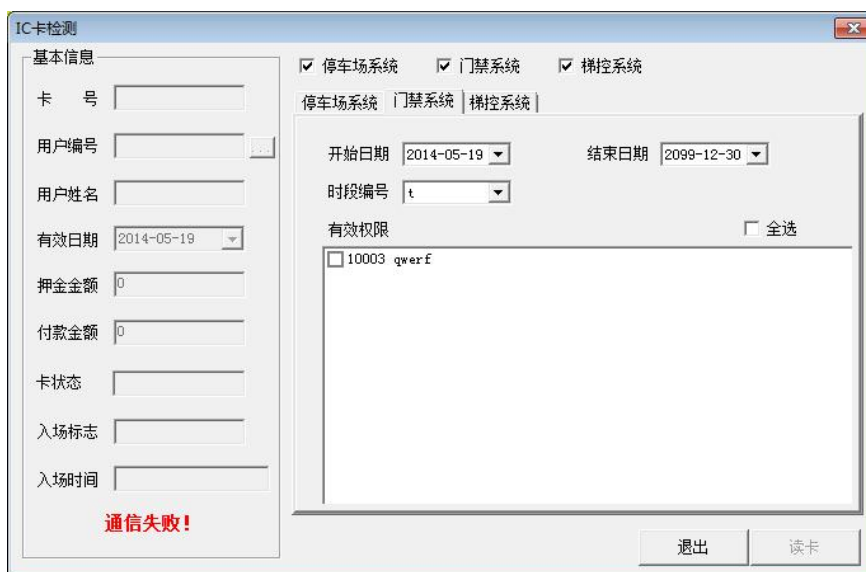 IC卡检测
基本信息
卡 号
用户编号 ...
用户姓名
有效日期 2014-05-19
押金金额 0
付款金额 0
卡状态
入场标志
入场时间
通信失败!
停车场系统 门禁系统 梯控系统
停车场系统 门禁系统 梯控系统
开始日期 2014-05-19 结束日期 2099-12-30
时段编号 t
有效权限 全选
10003 qwerf
退出 读卡